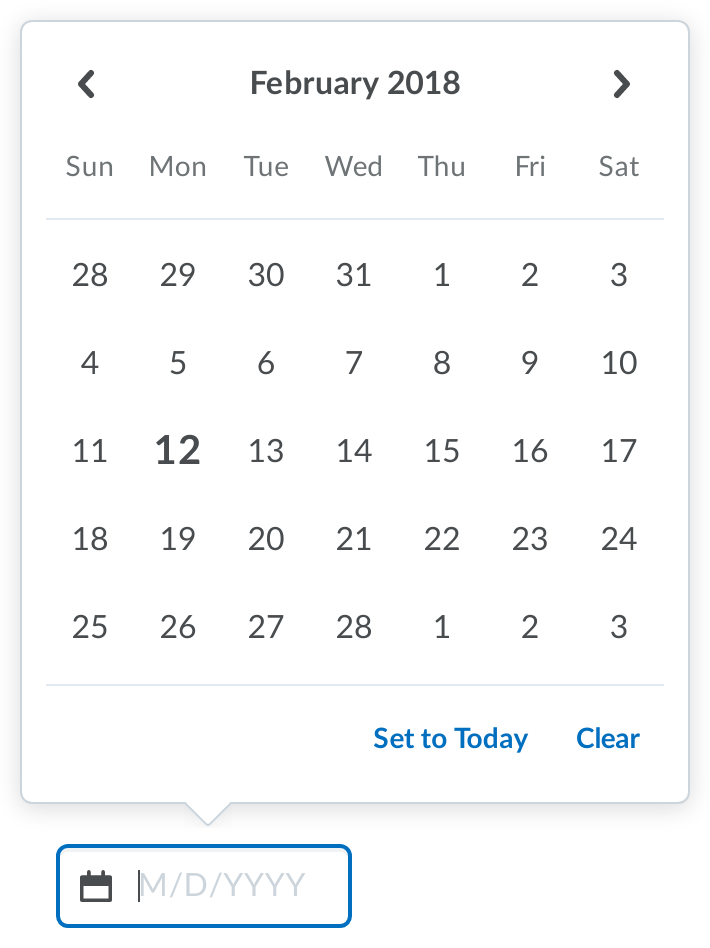 February 2018
Sun Mon Tue Wed Thu Fri Sat
28 29 30 31 1 2 3
4 5 6 7 8 9 10
11 12 13 14 15 16 17
18 19 20 21 22 23 24
25 26 27 28 1 2 3
Set to Today Clear
M/D/YYYY